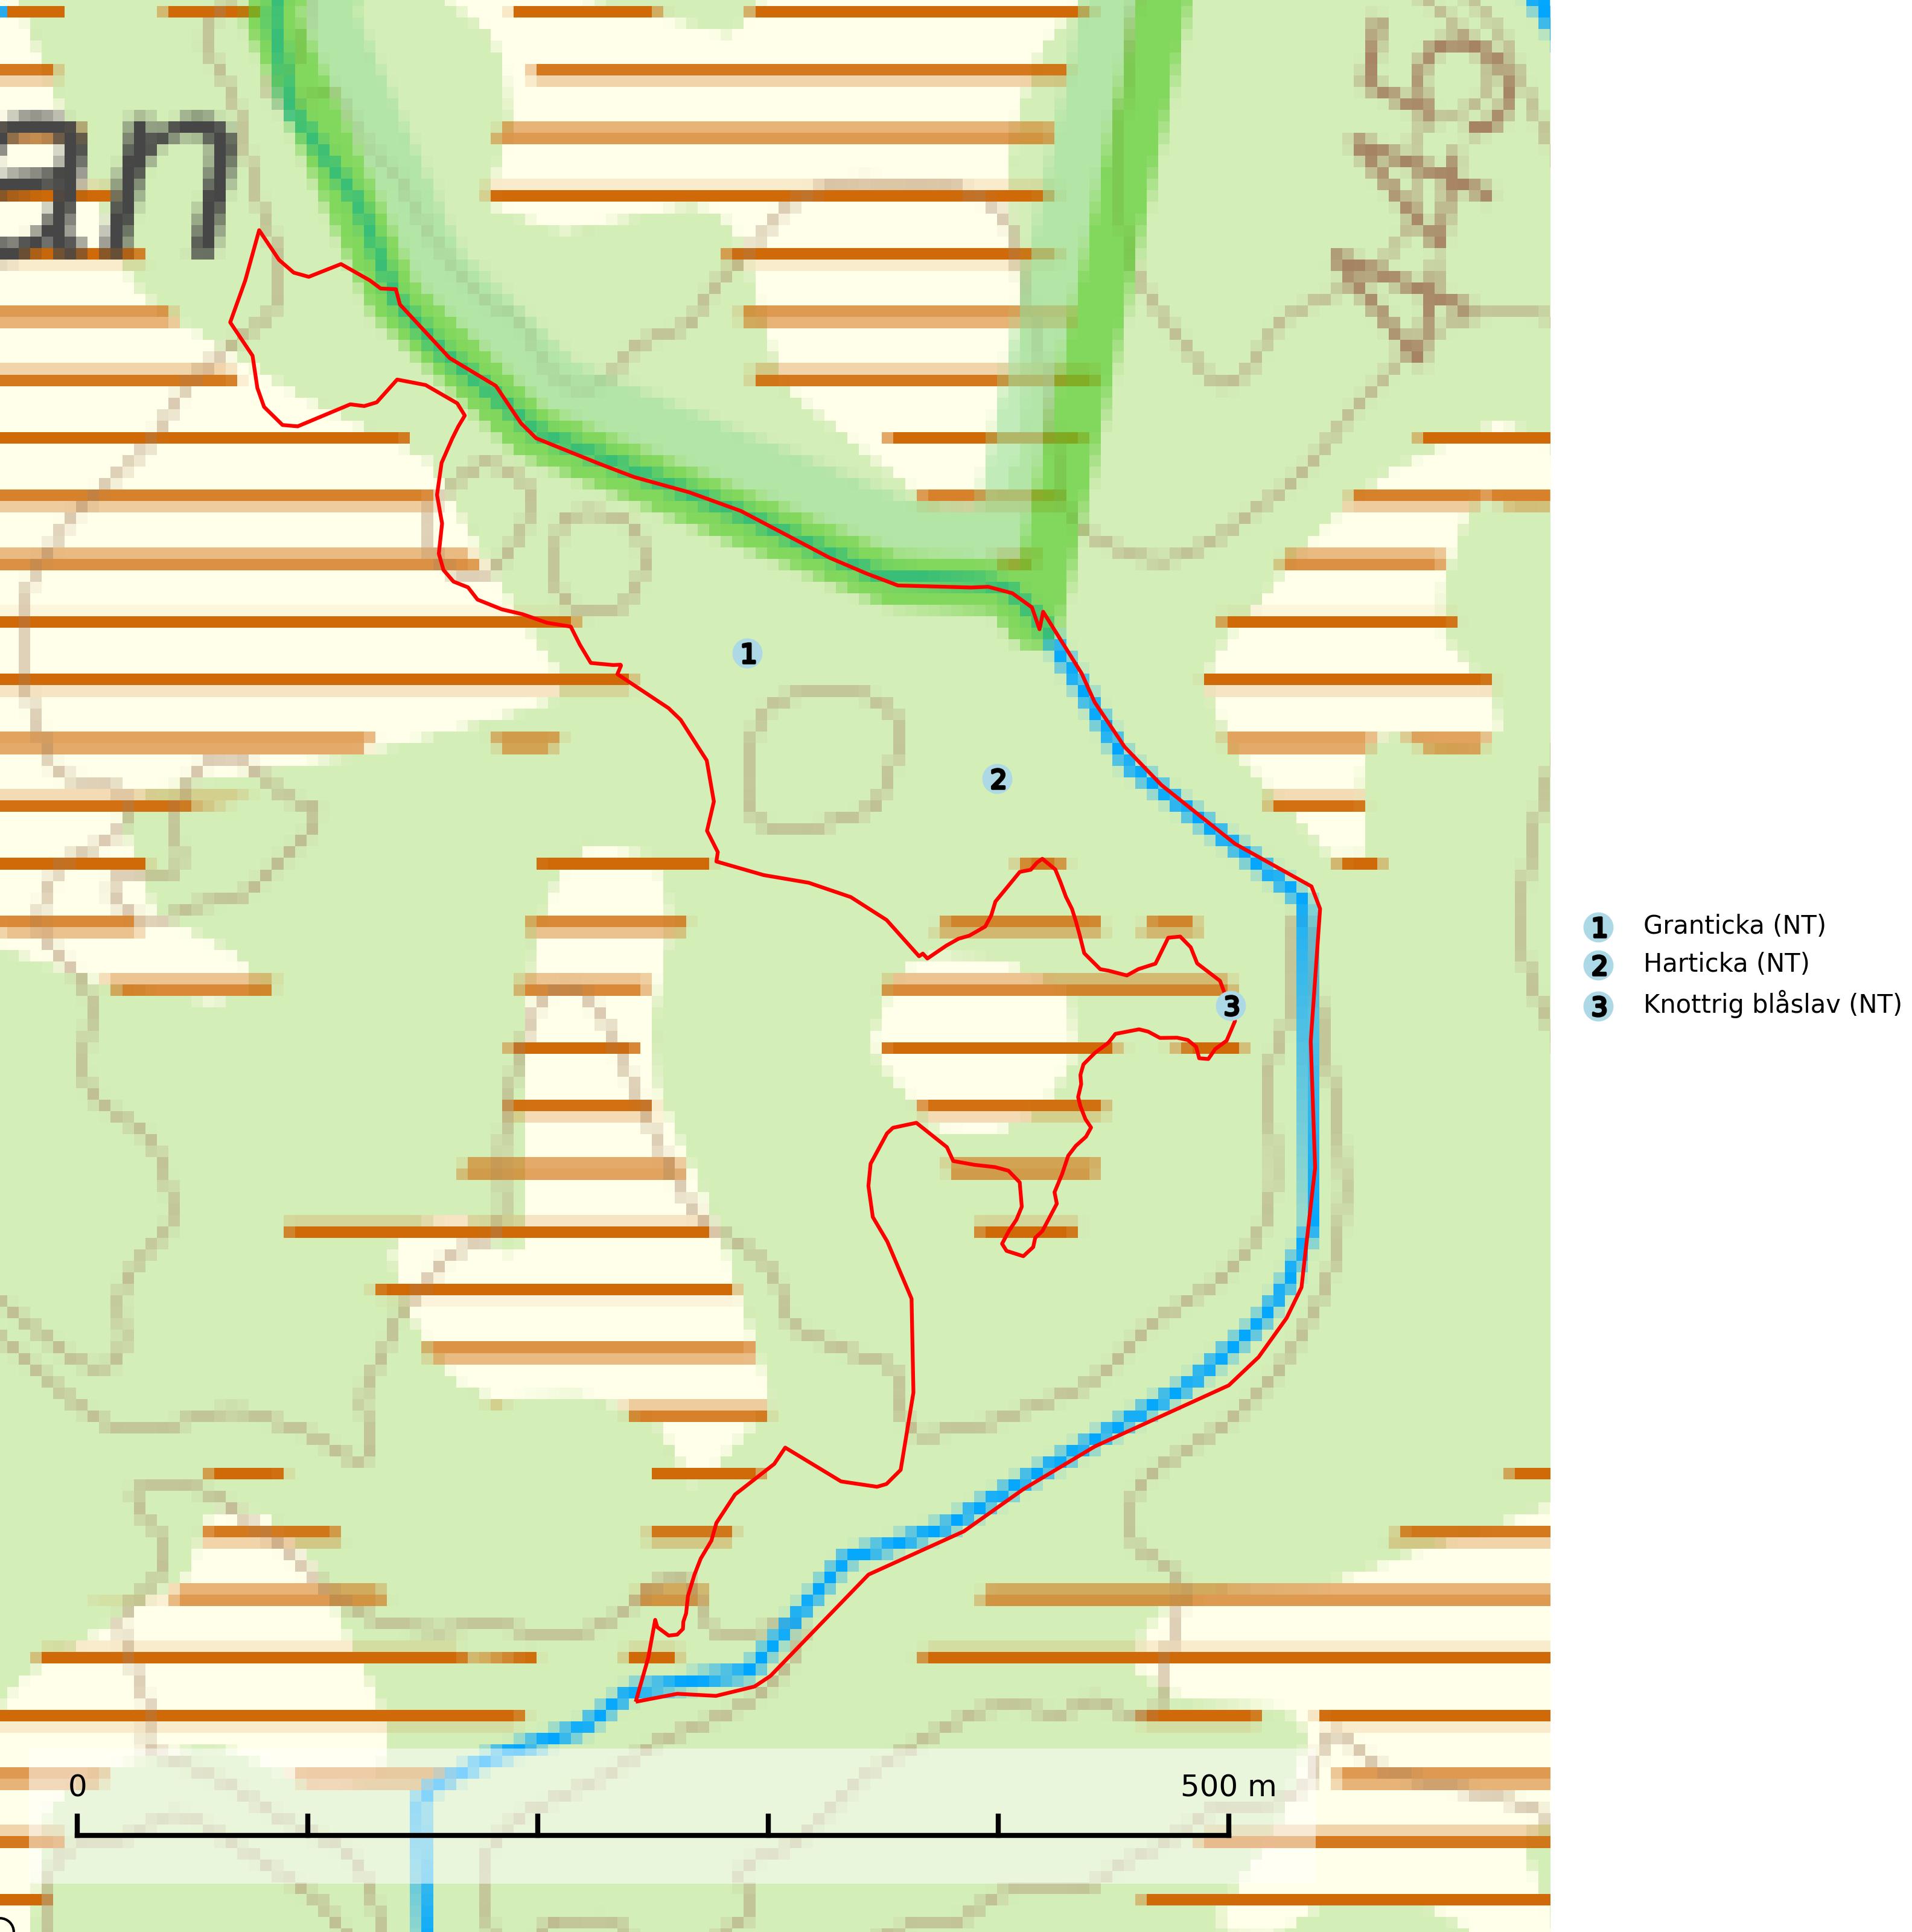 an
445
1
2
3
1 Granticka (NT)
2 Harticka (NT)
3 Knottrig blåslav (NT)
0 500 m